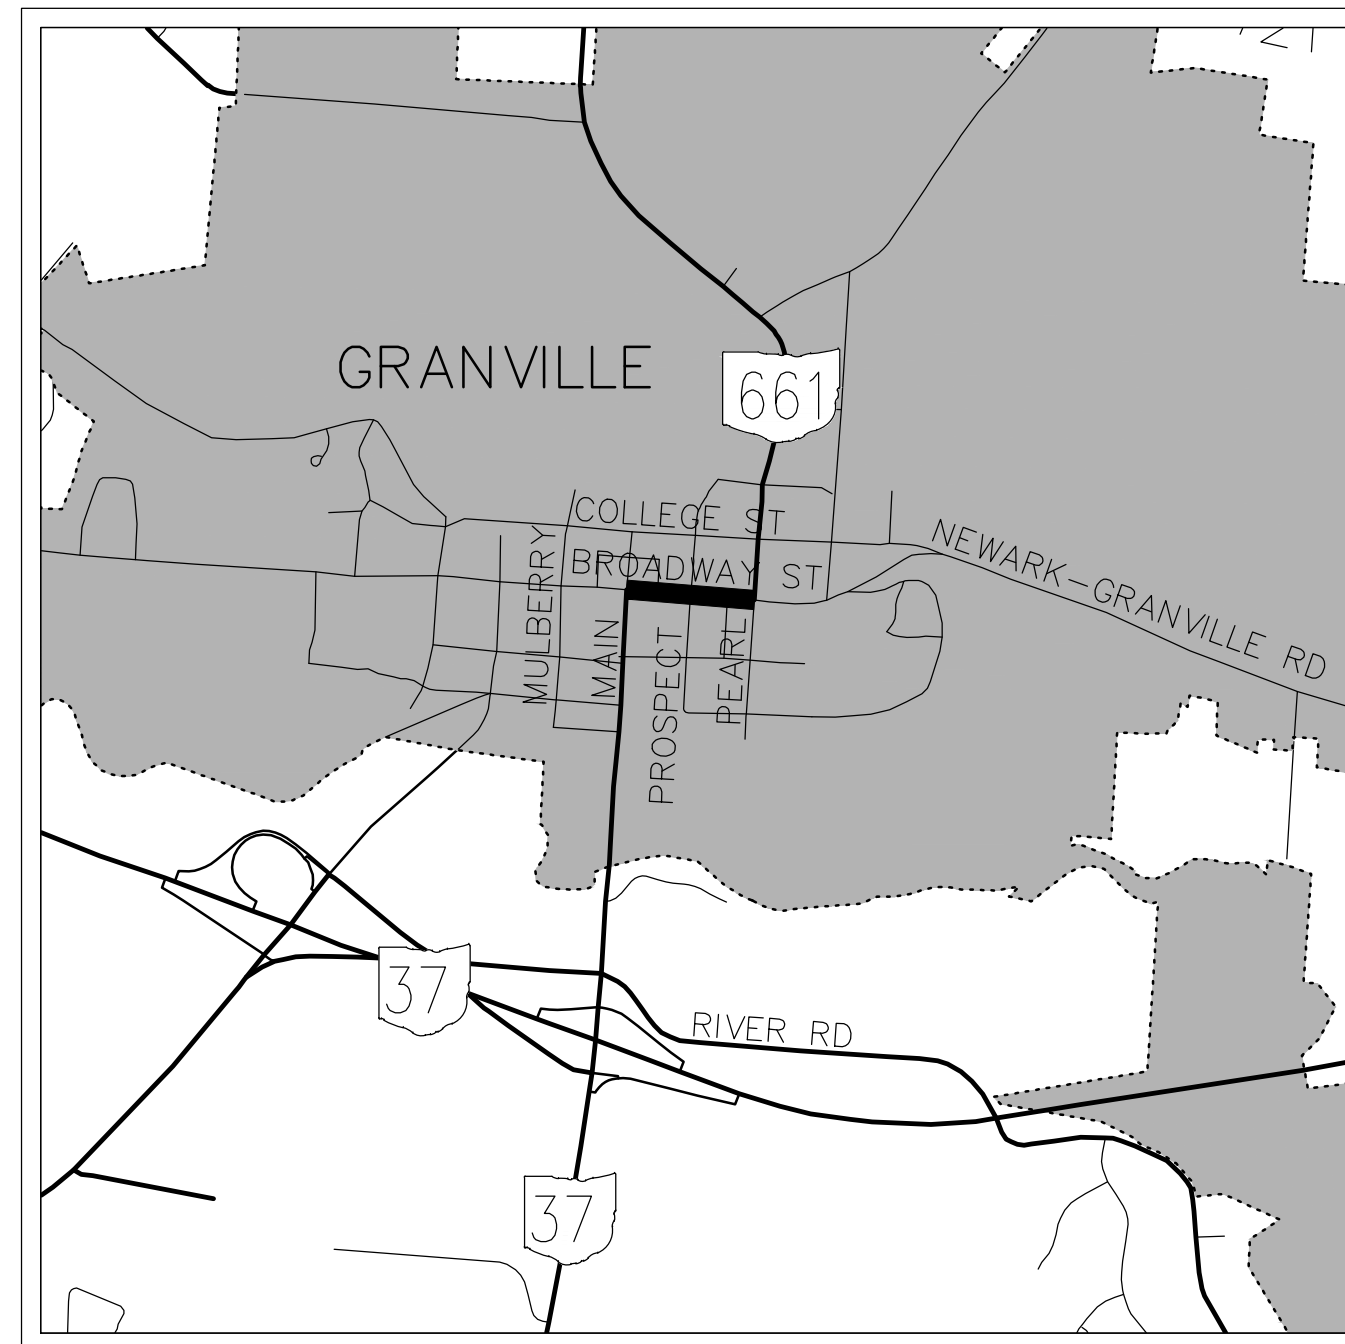 GRANVILLE
661
COLLEGE ST
BROADWAY ST
NEWARK-GRANVILLE RD
MULBERRY
MAIN
PROSPECT
PEARL
37
RIVER RD
37